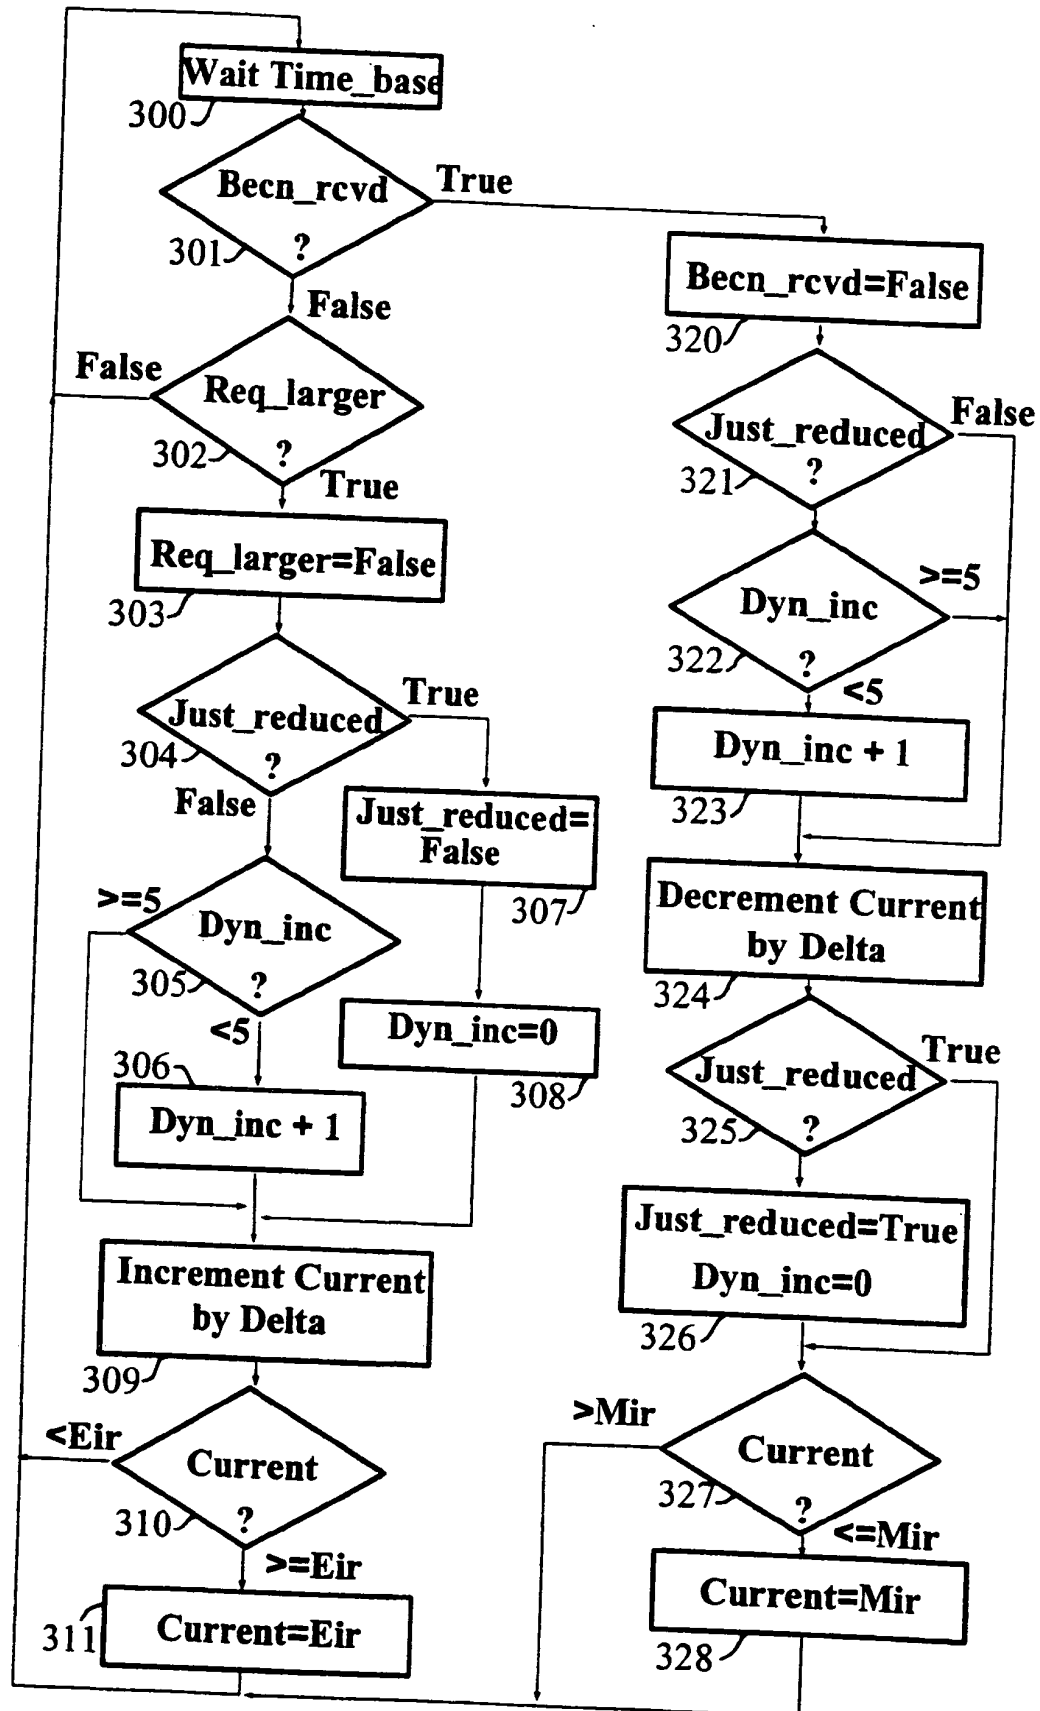 Wait Time_base
300
Becn_rcvd
?
301
True
False
Req_larger
?
302
False
True
Req_larger=False
303
Just_reduced
?
304
True
False
Just_reduced=
False
307
Dyn_inc
?
305
>=5
<5
306
Dyn_inc + 1
Dyn_inc=0
308
Increment Current
by Delta
309
Current
?
310
<Eir
>=Eir
311
Current=Eir
Becn_rcvd=False
320
Just_reduced
?
321
False
Dyn_inc
?
322
>=5
<5
Dyn_inc + 1
323
Decrement Current
by Delta
324
Just_reduced
?
325
True
Just_reduced=True
Dyn_inc=0
326
Current
?
327
>Mir
<=Mir
Current=Mir
328